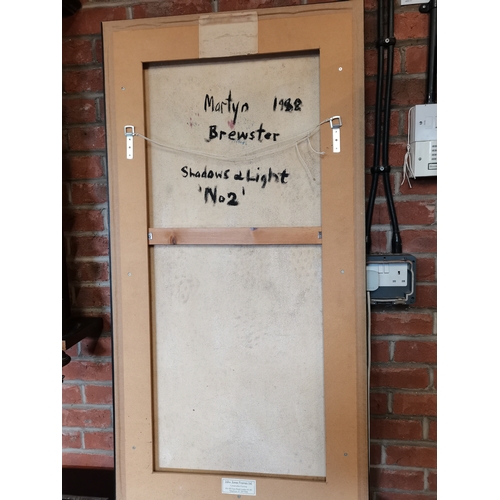 Martyn 1988
Brewster
Shadows & Light
'No2'